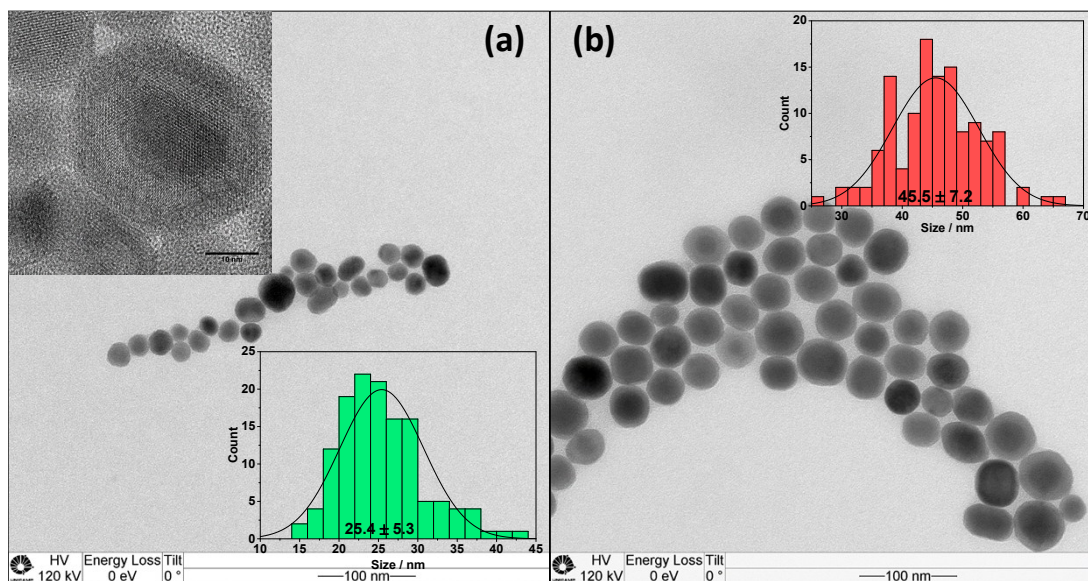 (a)
10 nm
25
20
15
10
5
0
Count
25.4 ± 5.3
10 15 20 25 30 35 40 45
Size / nm
HV Energy Loss Tilt
120 kV 0 eV 0 °
100 nm
(b)
20
15
10
5
0
Count
45.5 ± 7.2
30 40 50 60 70
Size / nm
HV Energy Loss Tilt
120 kV 0 eV 0 °
100 nm